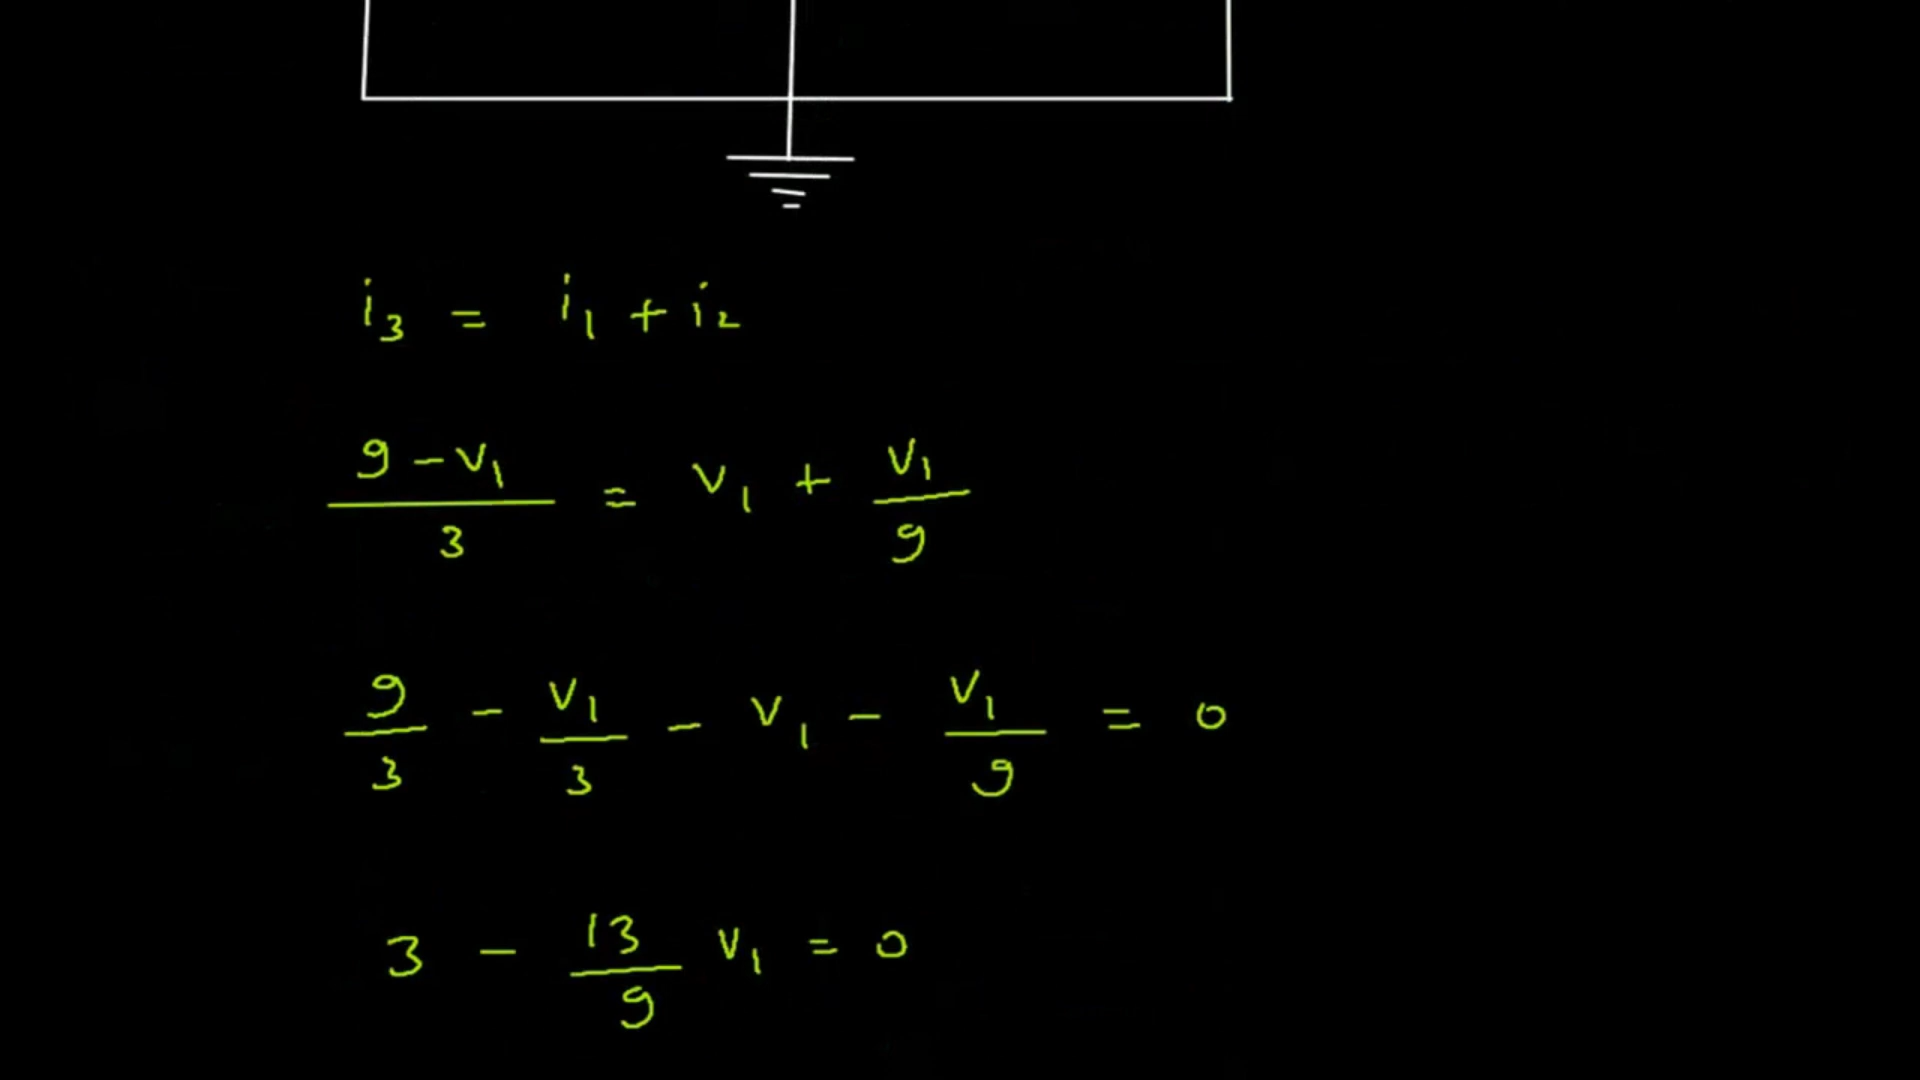 i₃ = i₁ + i₂
(9 - v₁)/3 = v₁ + v₁/9
9/3 - v₁/3 - v₁ - v₁/9 = 0
3 - 13/9 v₁ = 0